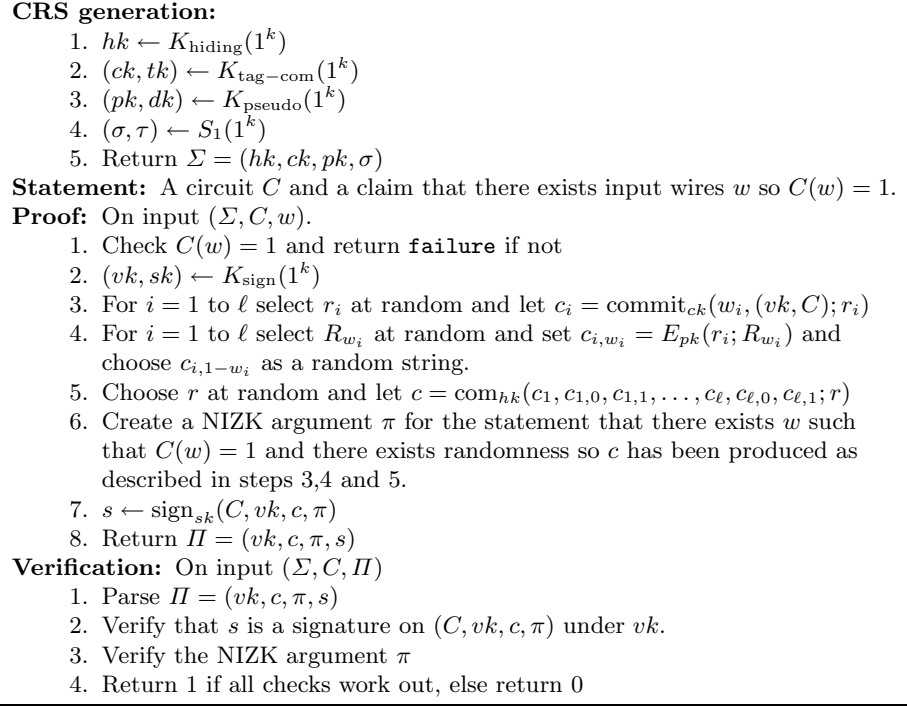 CRS generation:
1. hk ← K_hiding(1^k)
2. (ck, tk) ← K_tag−com(1^k)
3. (pk, dk) ← K_pseudo(1^k)
4. (σ, τ) ← S_1(1^k)
5. Return Σ = (hk, ck, pk, σ)
Statement: A circuit C and a claim that there exists input wires w so C(w) = 1.
Proof: On input (Σ, C, w).
1. Check C(w) = 1 and return failure if not
2. (vk, sk) ← K_sign(1^k)
3. For i = 1 to ℓ select r_i at random and let c_i = commit_ck(w_i, (vk, C); r_i)
4. For i = 1 to ℓ select R_{w_i} at random and set c_{i,w_i} = E_pk(r_i; R_{w_i}) and
choose c_{i,1−w_i} as a random string.
5. Choose r at random and let c = com_hk(c_1, c_{1,0}, c_{1,1}, . . . , c_ℓ, c_{ℓ,0}, c_{ℓ,1}; r)
6. Create a NIZK argument π for the statement that there exists w such
that C(w) = 1 and there exists randomness so c has been produced as
described in steps 3,4 and 5.
7. s ← sign_sk(C, vk, c, π)
8. Return Π = (vk, c, π, s)
Verification: On input (Σ, C, Π)
1. Parse Π = (vk, c, π, s)
2. Verify that s is a signature on (C, vk, c, π) under vk.
3. Verify the NIZK argument π
4. Return 1 if all checks work out, else return 0